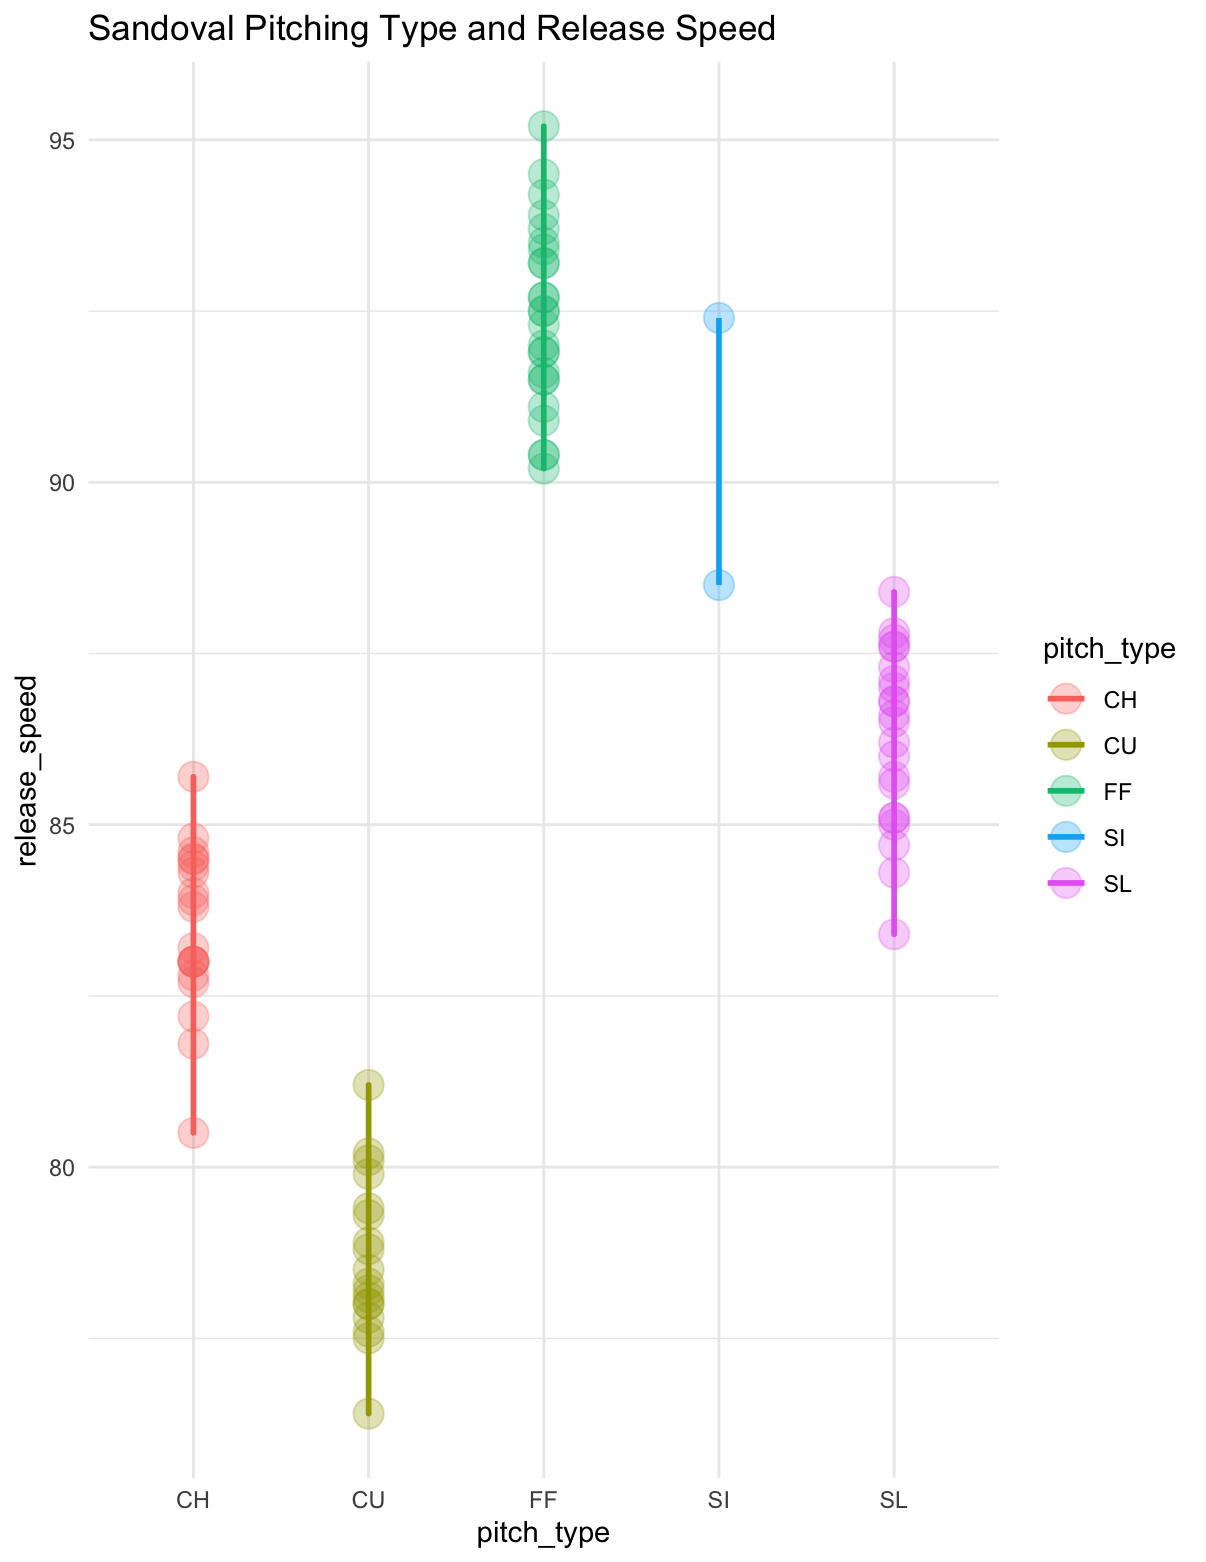 Sandoval Pitching Type and Release Speed
95
90
85
80
release_speed
CH CU FF SI SL
pitch_type
pitch_type
CH
CU
FF
SI
SL